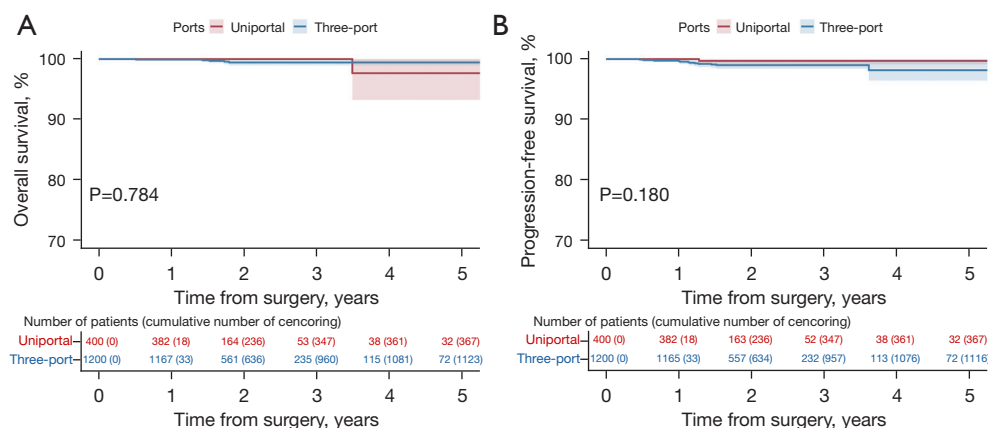 A
Ports Uniportal Three-port
Overall survival, %
100
90
80
70
P=0.784
0 1 2 3 4 5
Time from surgery, years
Number of patients (cumulative number of cencoring)
Uniportal 400 (0) 382 (18) 164 (236) 53 (347) 38 (361) 32 (367)
Three-port 1200 (0) 1167 (33) 561 (636) 235 (960) 115 (1081) 72 (1123)
0 1 2 3 4 5
Time from surgery, years
B
Ports Uniportal Three-port
Progression-free survival, %
100
90
80
70
P=0.180
0 1 2 3 4 5
Time from surgery, years
Number of patients (cumulative number of cencoring)
Uniportal 400 (0) 382 (18) 163 (236) 52 (347) 38 (361) 32 (367)
Three-port 1200 (0) 1165 (33) 557 (634) 232 (957) 113 (1076) 72 (1116)
0 1 2 3 4 5
Time from surgery, years